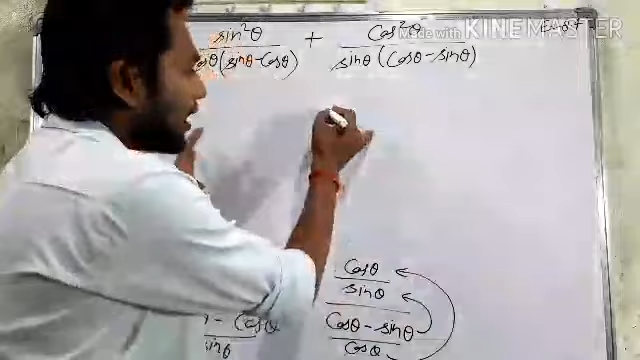 sin²θ + cos²θ
(sinθ - cosθ) sinθ (cosθ - sinθ)
Made with KINEMASTER
cosθ
sinθ
- cosθ cosθ - sinθ
sinθ cosθ